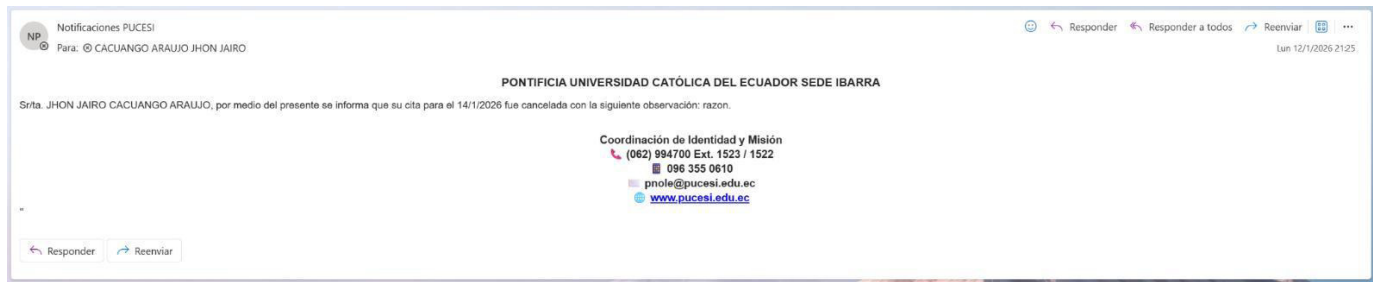 NP
Notificaciones PUCESI
Para: CACUANGO ARAUJO JHON JAIRO
Responder
Responder a todos
Reenviar
Lun 12/1/2026 21:25
PONTIFICIA UNIVERSIDAD CATÓLICA DEL ECUADOR SEDE IBARRA
Sr/ta. JHON JAIRO CACUANGO ARAUJO, por medio del presente se informa que su cita para el 14/1/2026 fue cancelada con la siguiente observación: razon.
Coordinación de Identidad y Misión
(062) 994700 Ext. 1523 / 1522
096 355 0610
pnole@pucesi.edu.ec
www.pucesi.edu.ec
"
Responder
Reenviar